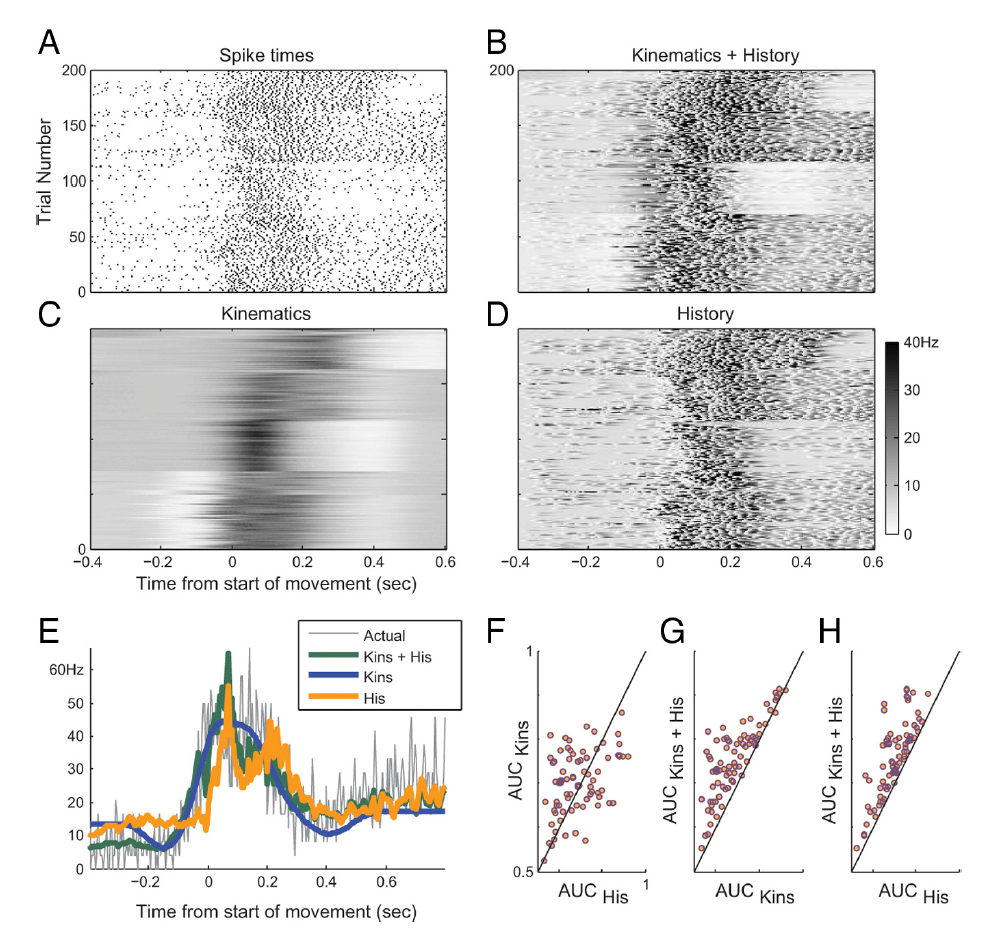 A
Spike times
200
150
100
50
0
Trial Number
B
Kinematics + History
200
C
Kinematics
0
−0.4 −0.2 0 0.2 0.4 0.6
Time from start of movement (sec)
D
History
−0.4 −0.2 0 0.2 0.4 0.6
40Hz
30
20
10
0
E
60Hz
50
40
30
20
10
0
Actual
Kins + His
Kins
His
−0.2 0 0.2 0.4 0.6
Time from start of movement (sec)
F
1
AUC Kins
0.5
AUC His
1
G
AUC Kins + His
AUC Kins
H
AUC Kins + His
AUC His